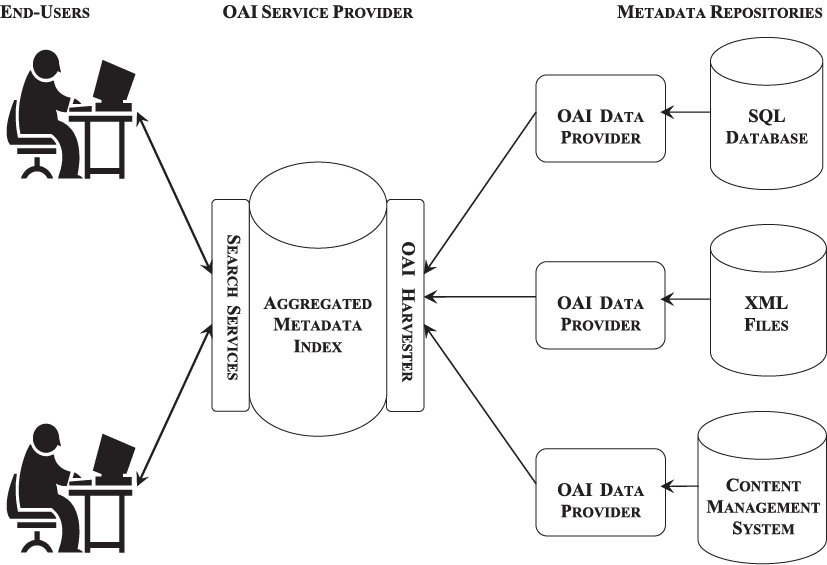 END-USERS
OAI SERVICE PROVIDER
METADATA REPOSITORIES
OAI DATA
PROVIDER
SQL
DATABASE
SEARCH SERVICES
AGGREGATED
METADATA
INDEX
OAI HARVESTER
OAI DATA
PROVIDER
XML
FILES
OAI DATA
PROVIDER
CONTENT
MANAGEMENT
SYSTEM